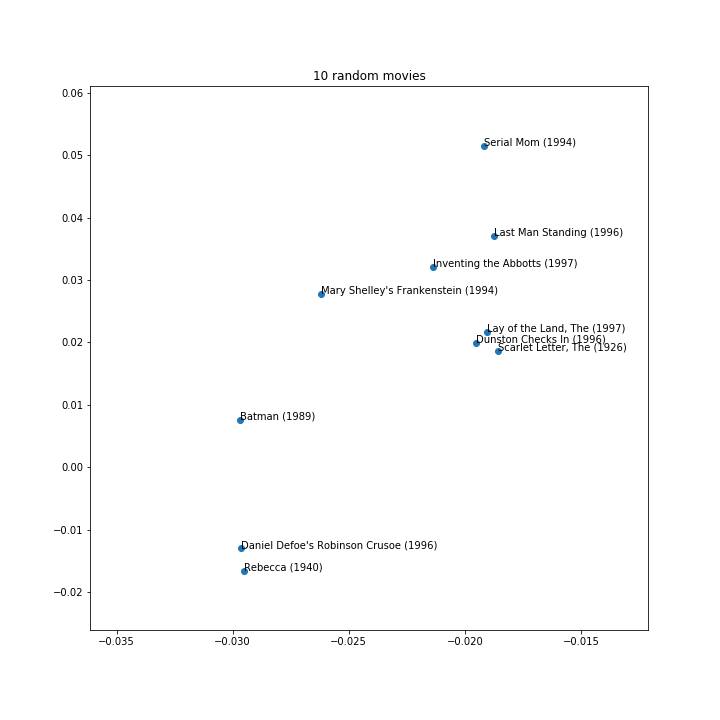 10 random movies
0.06
0.05
0.04
0.03
0.02
0.01
0.00
−0.01
−0.02
Serial Mom (1994)
Last Man Standing (1996)
Inventing the Abbotts (1997)
Mary Shelley's Frankenstein (1994)
Lay of the Land, The (1997)
Dunston Checks In (1996)
Scarlet Letter, The (1926)
Batman (1989)
Daniel Defoe's Robinson Crusoe (1996)
Rebecca (1940)
−0.035 −0.030 −0.025 −0.020 −0.015